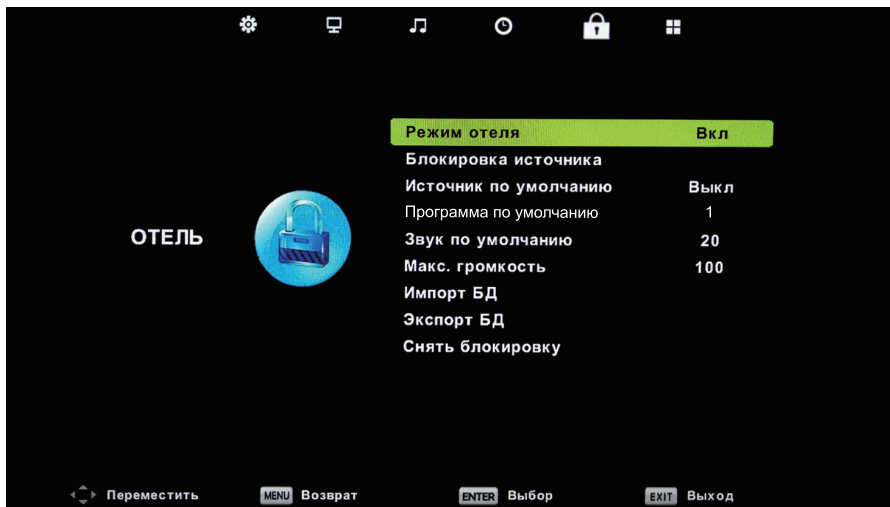 Режим отеля Вкл
Блокировка источника
Источник по умолчанию Выкл
Программа по умолчанию 1
ОТЕЛЬ
Звук по умолчанию 20
Макс. громкость 100
Импорт БД
Экспорт БД
Снять блокировку
Переместить MENU Возврат ENTER Выбор EXIT Выход